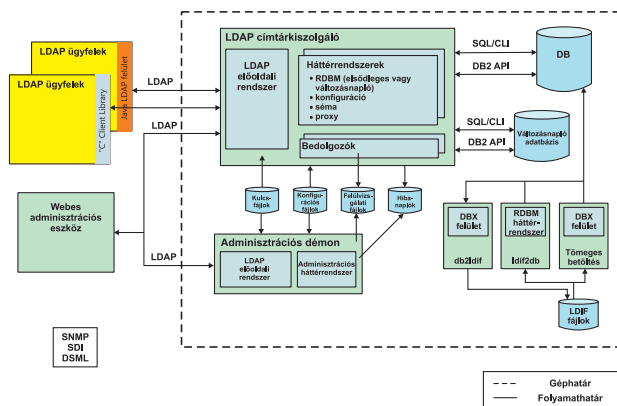 LDAP ügyfelek
LDAP ügyfelek
"C" Client Library
Java LDAP felület
LDAP
LDAP
LDAP
Webes
adminisztrációs
eszköz
SNMP
SDI
DSML
LDAP címtárkiszolgáló
LDAP
előoldali
rendszer
Háttérrendszerek
• RDBM (elsődleges vagy
változásnapló)
• konfiguráció
• séma
• proxy
Bedolgozók
SQL/CLI
DB2 API
DB
SQL/CLI
DB2 API
Változásnapló
adatbázis
Kulcs-
fájlok
Konfigurációs
fájlok
Felülvizs-
gálati fájlok
Hiba-
naplók
Adminisztrációs démon
LDAP
előoldali
rendszer
Adminisztrációs
háttérrendszer
DBX
felület
db2ldif
RDBM
háttér-
rendszer
ldif2db
DBX
felület
Tömeges
betöltés
LDIF
fájlok
Géphatár
Folyamathatár